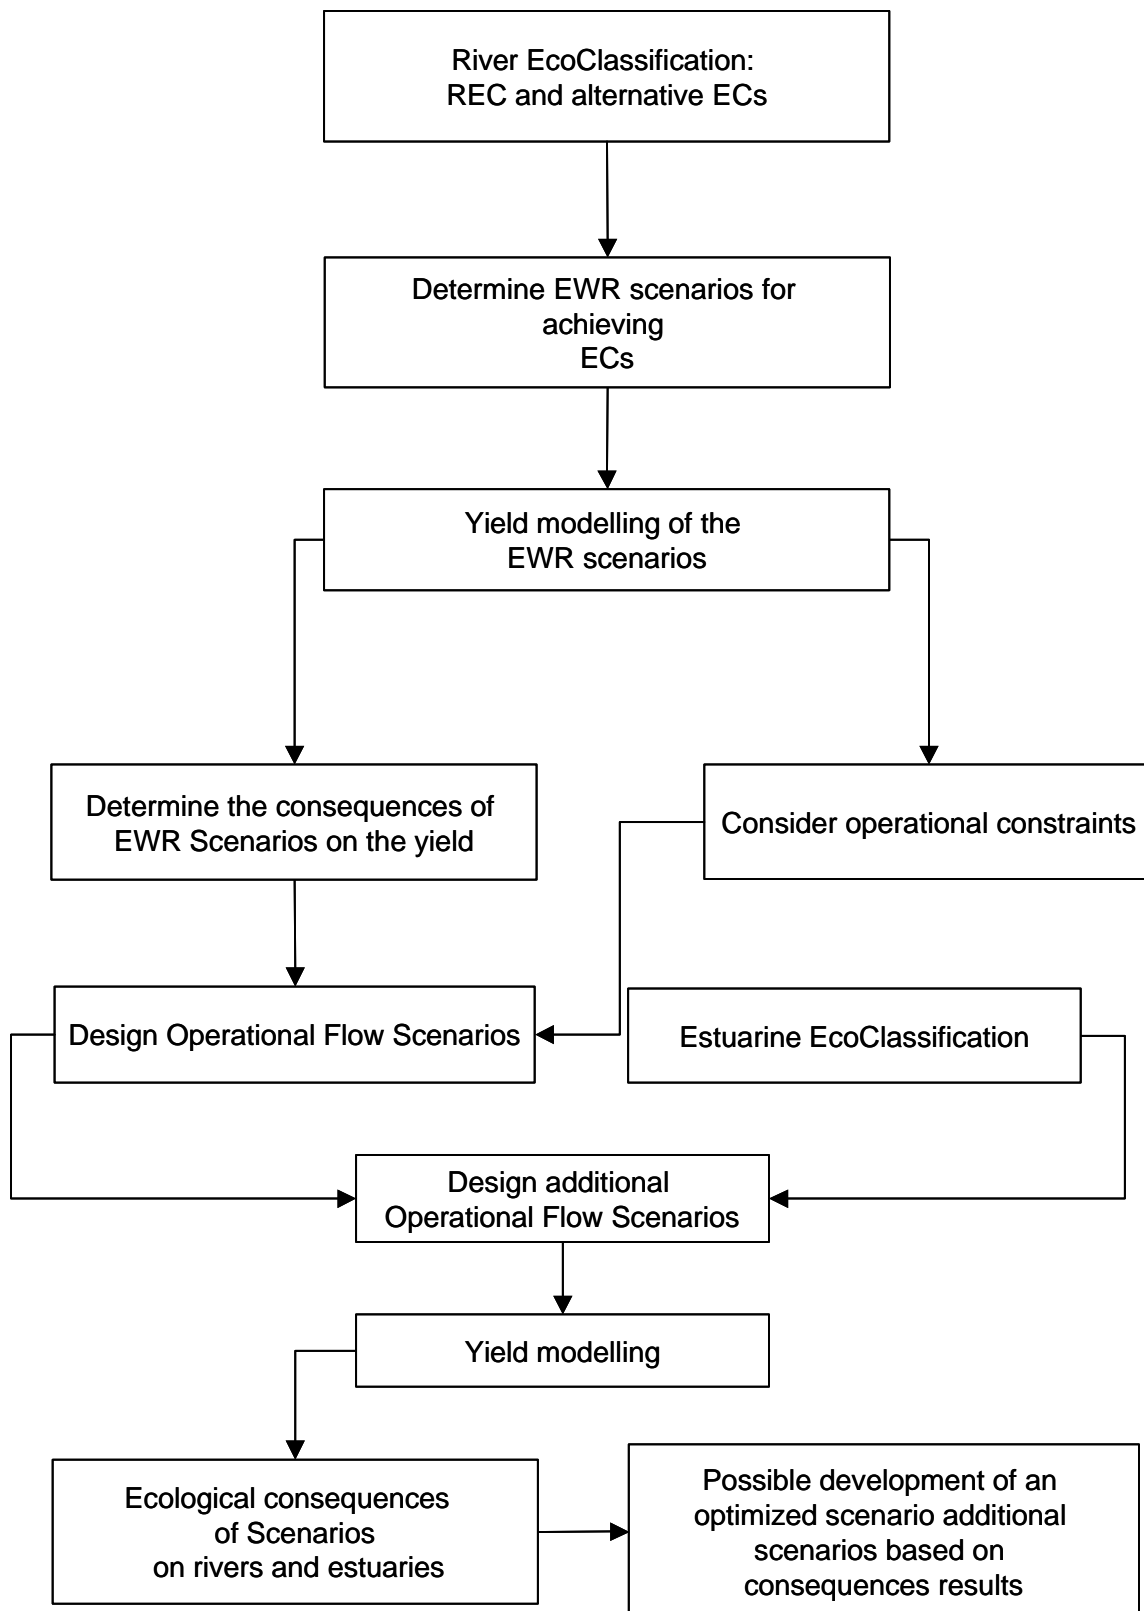 River EcoClassification:
REC and alternative ECs
Determine EWR scenarios for
achieving
ECs
Yield modelling of the
EWR scenarios
Determine the consequences of
EWR Scenarios on the yield
Consider operational constraints
Design Operational Flow Scenarios
Estuarine EcoClassification
Design additional
Operational Flow Scenarios
Yield modelling
Ecological consequences
of Scenarios
on rivers and estuaries
Possible development of an
optimized scenario additional
scenarios based on
consequences results